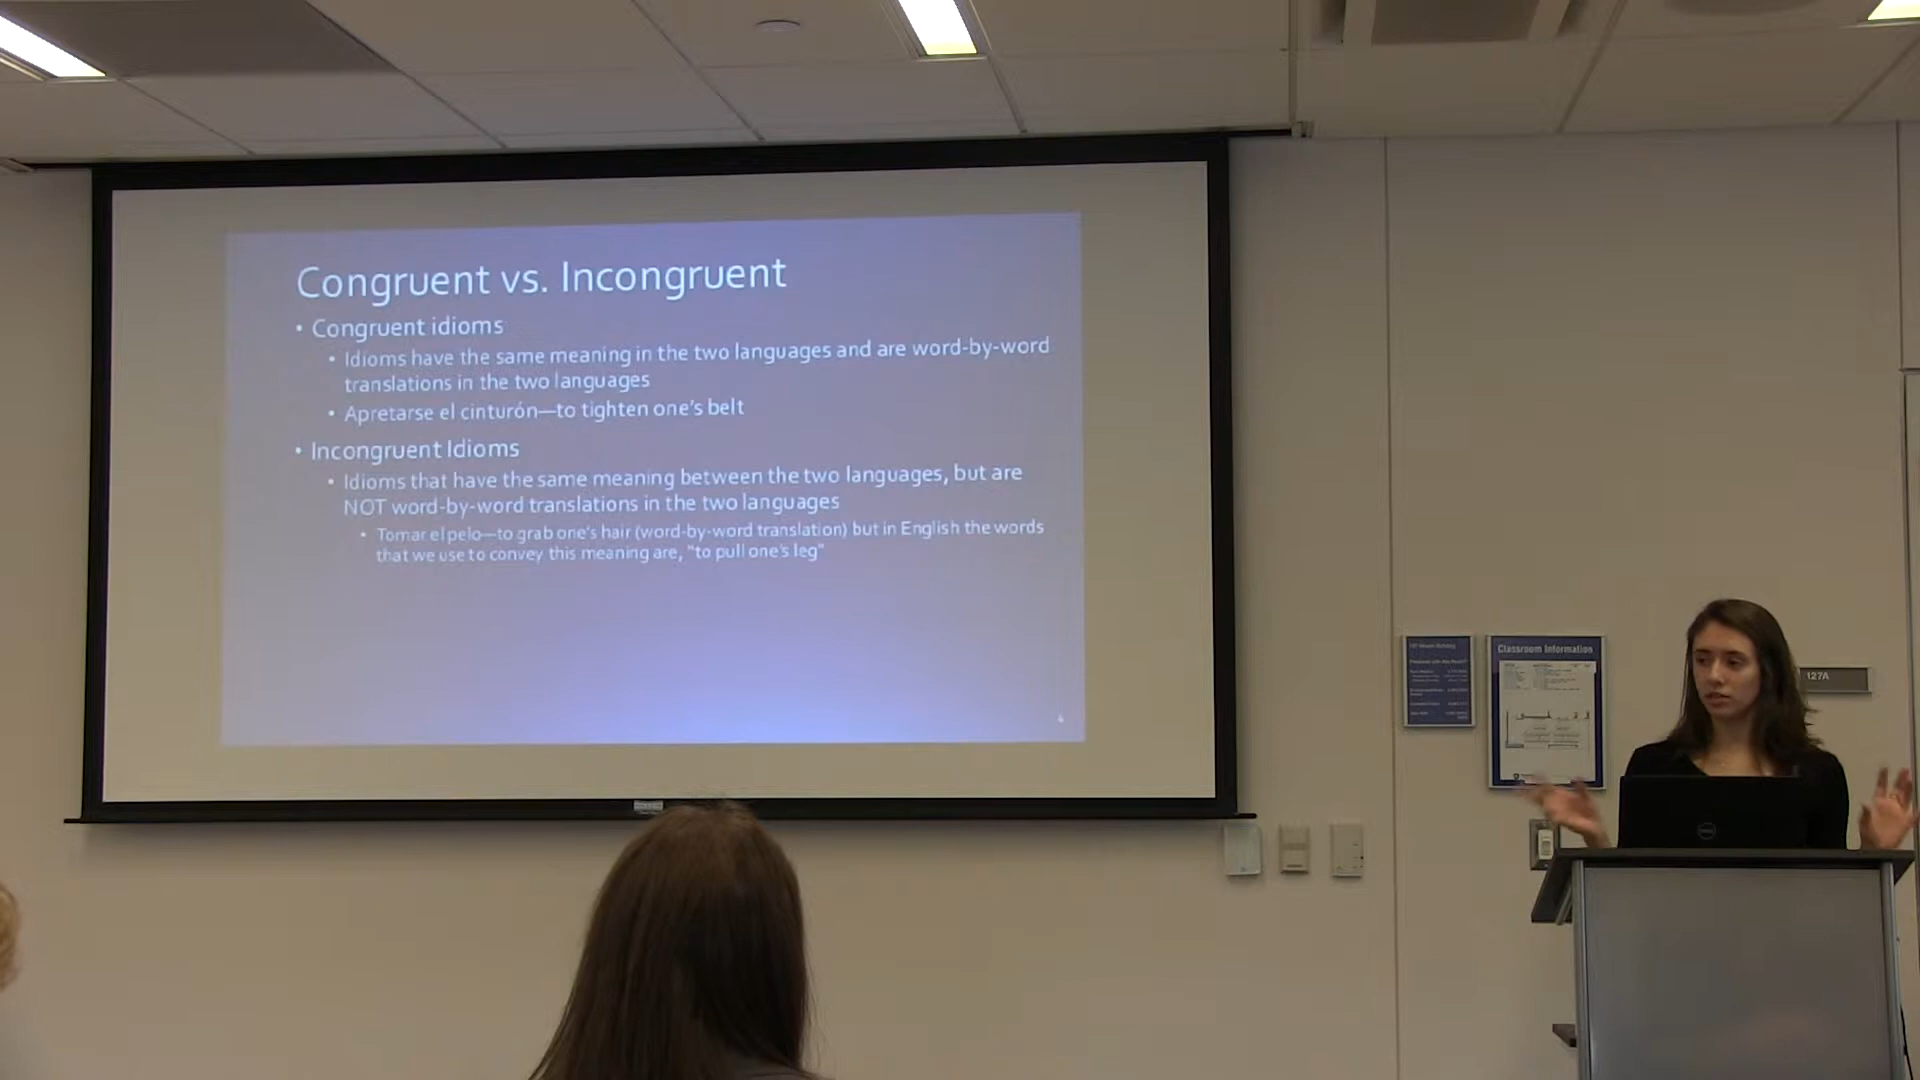 Congruent vs. Incongruent
• Congruent idioms
• Idioms have the same meaning in the two languages and are word-by-word
translations in the two languages
• Apretarse el cinturón—to tighten one's belt
• Incongruent Idioms
• Idioms that have the same meaning between the two languages, but are
NOT word-by-word translations in the two languages
• Tomar el pelo—to grab one's hair (word-by-word translation) but in English the words
that we use to convey this meaning are, "to pull one's leg"
Classroom Information
127A
DELL